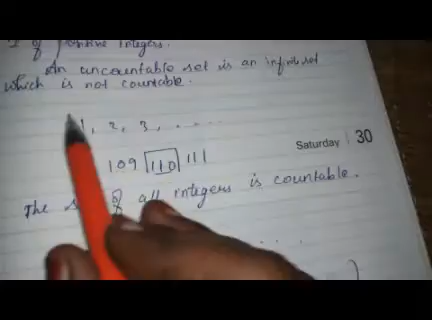 I of positive integers.
An uncountable set is an infinite set
which is not countable.
1, 2, 3, . . . . .
Saturday 30
109 110 111
The of all integers is countable.
. . . .